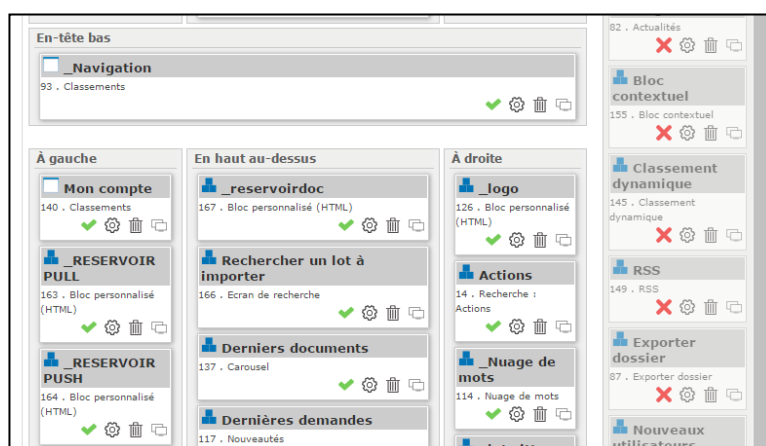 En-tête bas
_Navigation
93 . Classements
À gauche
Mon compte
140 . Classements
_RESERVOIR
PULL
163 . Bloc personnalisé
(HTML)
_RESERVOIR
PUSH
164 . Bloc personnalisé
(HTML)
En haut au-dessus
_reservoirdoc
167 . Bloc personnalisé (HTML)
Rechercher un lot à
importer
166 . Ecran de recherche
Derniers documents
137 . Carousel
Dernières demandes
117 . Nouveautés
À droite
_logo
126 . Bloc personnalisé
(HTML)
Actions
14 . Recherche :
Actions
_Nuage de
mots
114 . Nuage de mots
82 . Actualités
Bloc
contextuel
155 . Bloc contextuel
Classement
dynamique
145 . Classement
dynamique
RSS
149 . RSS
Exporter
dossier
87 . Exporter dossier
Nouveaux
utilisateurs